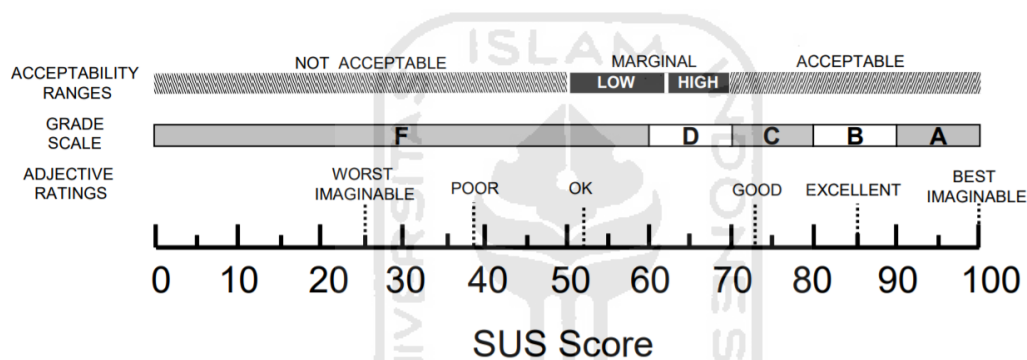 ISLAM
NOT ACCEPTABLE
MARGINAL
ACCEPTABLE
ACCEPTABILITY
RANGES
LOW
HIGH
GRADE
SCALE
F
D
C
B
A
ADJECTIVE
RATINGS
WORST
IMAGINABLE
POOR
OK
GOOD
EXCELLENT
BEST
IMAGINABLE
0 10 20 30 40 50 60 70 80 90 100
SUS Score